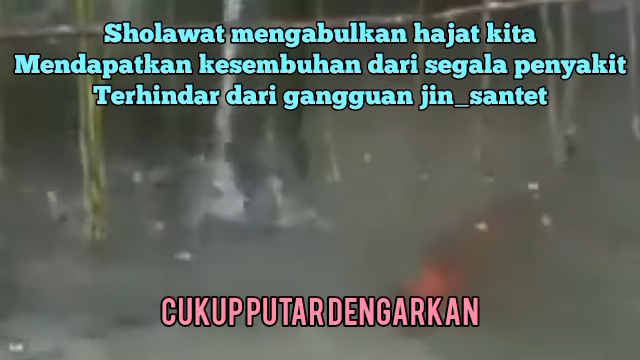 Sholawat mengabulkan hajat kita
Mendapatkan kesembuhan dari segala penyakit
Terhindar dari gangguan jin_santet
CUKUP PUTAR DENGARKAN